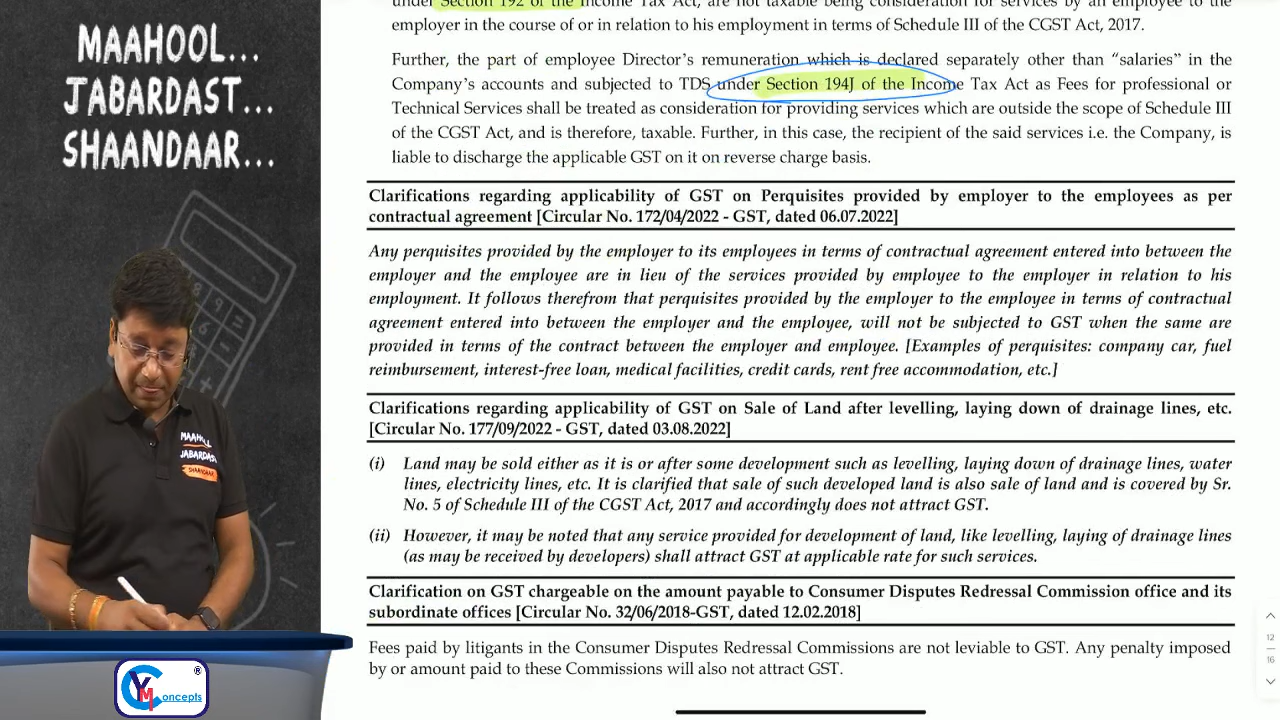 MAAHOOL...
JABARDAST...
SHAANDAAR...
under Section 192 of the Income Tax Act, are not taxable being consideration for services by an employee to the
employer in the course of or in relation to his employment in terms of Schedule III of the CGST Act, 2017.
Further, the part of employee Director's remuneration which is declared separately other than “salaries” in the
Company's accounts and subjected to TDS under Section 194J of the Income Tax Act as Fees for professional or
Technical Services shall be treated as consideration for providing services which are outside the scope of Schedule III
of the CGST Act, and is therefore, taxable. Further, in this case, the recipient of the said services i.e. the Company, is
liable to discharge the applicable GST on it on reverse charge basis.
Clarifications regarding applicability of GST on Perquisites provided by employer to the employees as per
contractual agreement [Circular No. 172/04/2022 - GST, dated 06.07.2022]
Any perquisites provided by the employer to its employees in terms of contractual agreement entered into between the
employer and the employee are in lieu of the services provided by employee to the employer in relation to his
employment. It follows therefrom that perquisites provided by the employer to the employee in terms of contractual
agreement entered into between the employer and the employee, will not be subjected to GST when the same are
provided in terms of the contract between the employer and employee. [Examples of perquisites: company car, fuel
reimbursement, interest-free loan, medical facilities, credit cards, rent free accommodation, etc.]
Clarifications regarding applicability of GST on Sale of Land after levelling, laying down of drainage lines, etc.
[Circular No. 177/09/2022 - GST, dated 03.08.2022]
(i) Land may be sold either as it is or after some development such as levelling, laying down of drainage lines, water
lines, electricity lines, etc. It is clarified that sale of such developed land is also sale of land and is covered by Sr.
No. 5 of Schedule III of the CGST Act, 2017 and accordingly does not attract GST.
(ii) However, it may be noted that any service provided for development of land, like levelling, laying of drainage lines
(as may be received by developers) shall attract GST at applicable rate for such services.
Clarification on GST chargeable on the amount payable to Consumer Disputes Redressal Commission office and its
subordinate offices [Circular No. 32/06/2018-GST, dated 12.02.2018]
Fees paid by litigants in the Consumer Disputes Redressal Commissions are not leviable to GST. Any penalty imposed
by or amount paid to these Commissions will also not attract GST.
12
16
MAAHOOL
JABARDAST
SHAANDAAR
YM Concepts
®